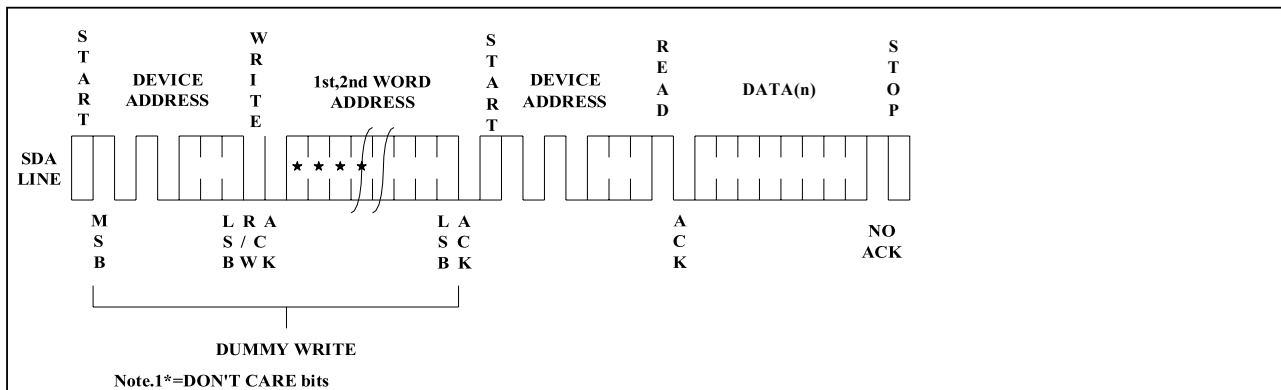 START
WRITE
START
READ
STOP
DEVICE
ADDRESS
1st,2nd WORD
ADDRESS
DEVICE
ADDRESS
DATA(n)
SDA
LINE
★ ★ ★ ★
MSB
LSB
R/W
ACK
LSB
ACK
ACK
NO
ACK
DUMMY WRITE
Note.1*=DON'T CARE bits